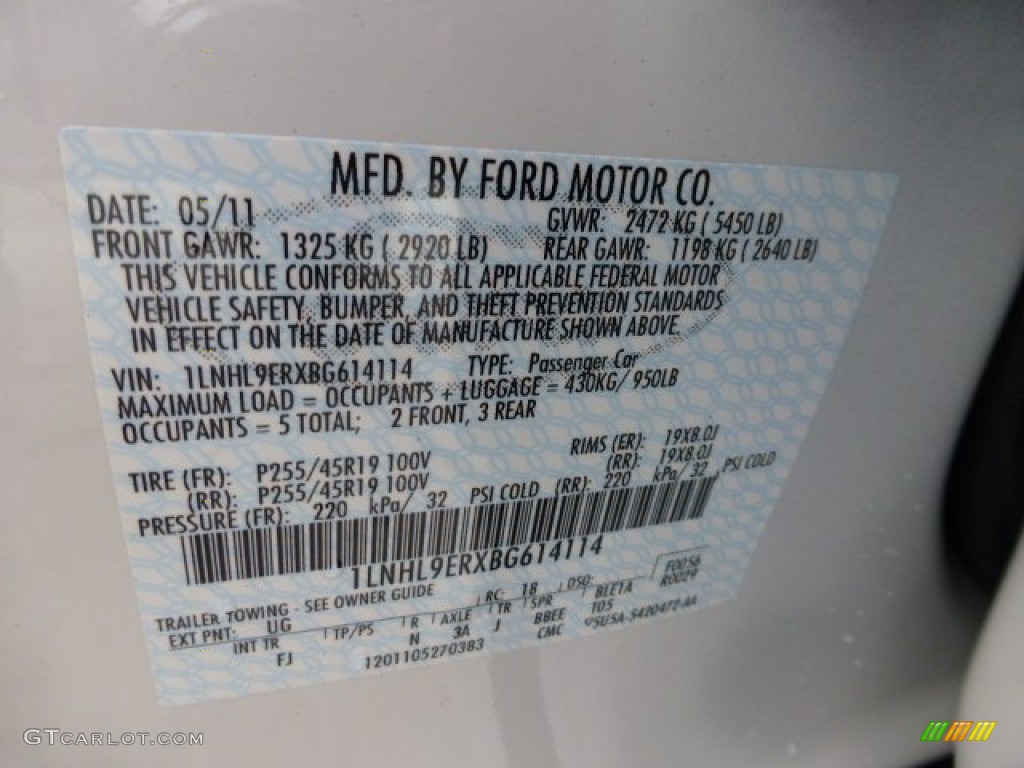 MFD. BY FORD MOTOR CO.
DATE: 05/11 GVWR: 2472 KG ( 5450 LB)
FRONT GAWR: 1325 KG ( 2920 LB) REAR GAWR: 1198 KG ( 2640 LB)
THIS VEHICLE CONFORMS TO ALL APPLICABLE FEDERAL MOTOR
VEHICLE SAFETY, BUMPER, AND THEFT PREVENTION STANDARDS
IN EFFECT ON THE DATE OF MANUFACTURE SHOWN ABOVE.
VIN: 1LNHL9ERXBG614114 TYPE: Passenger Car
MAXIMUM LOAD = OCCUPANTS + LUGGAGE = 430KG/ 950LB
OCCUPANTS = 5 TOTAL; 2 FRONT, 3 REAR
TIRE (FR): P255/45R19 100V RIMS (ER): 19X8.0J
(RR): P255/45R19 100V (RR): 19X8.0J
PRESSURE (FR): 220 kPa/ 32 PSI COLD (RR): 220 kPa/ 32 PSI COLD
1LNHL9ERXBG614114
TRAILER TOWING - SEE OWNER GUIDE
EXT PNT: UG RC: 18 DSO: F0056
R0029
INT TR TP/PS R AXLE TR SPR BLETA
FJ N 3A J BBEE T05
1201105270383 CMC
GTCARLOT.COM